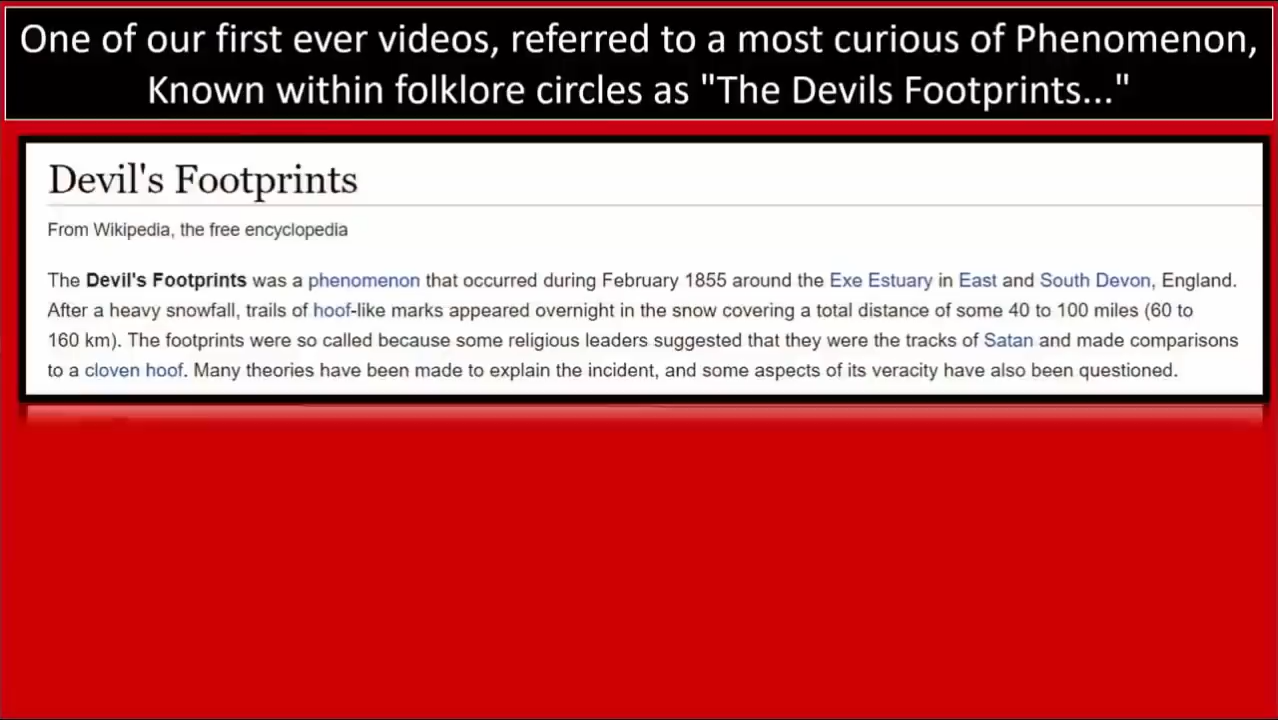 One of our first ever videos, referred to a most curious of Phenomenon,
Known within folklore circles as "The Devils Footprints..."
Devil's Footprints
From Wikipedia, the free encyclopedia
The Devil's Footprints was a phenomenon that occurred during February 1855 around the Exe Estuary in East and South Devon, England.
After a heavy snowfall, trails of hoof-like marks appeared overnight in the snow covering a total distance of some 40 to 100 miles (60 to
160 km). The footprints were so called because some religious leaders suggested that they were the tracks of Satan and made comparisons
to a cloven hoof. Many theories have been made to explain the incident, and some aspects of its veracity have also been questioned.